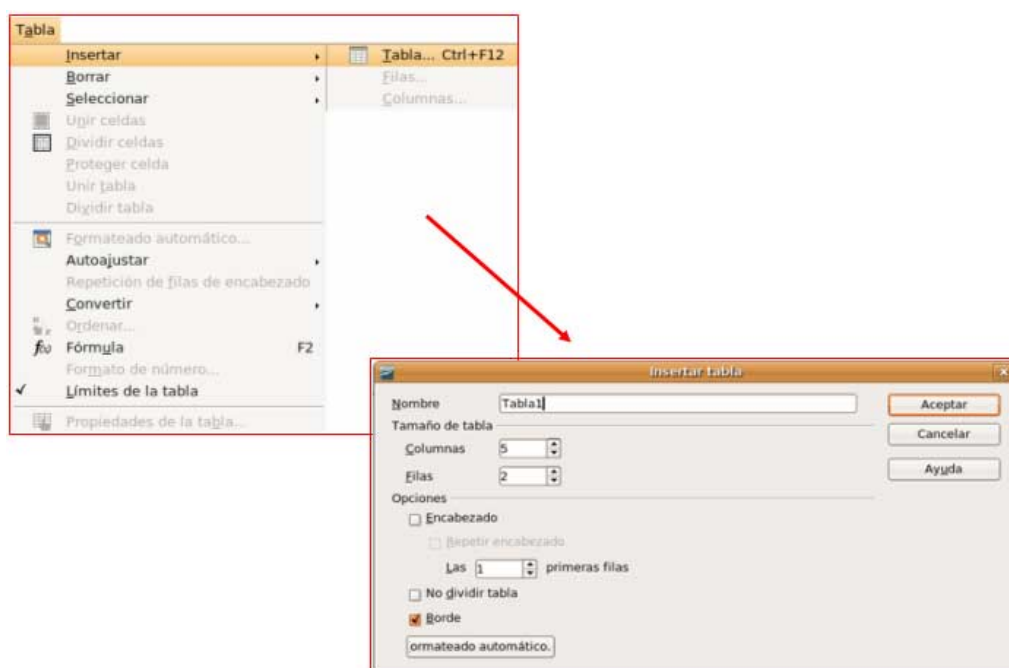 Tabla
Insertar
Tabla... Ctrl+F12
Borrar
Filas...
Seleccionar
Columnas...
Unir celdas
Dividir celdas
Proteger celda
Unir tabla
Dividir tabla
Formateado automático...
Autoajustar
Repetición de filas de encabezado
Convertir
Ordenar...
Fórmula F2
Formato de número...
Límites de la tabla
Propiedades de la tabla...
Insertar tabla
Nombre Tabla1 Aceptar
Tamaño de tabla Cancelar
Columnas 5
Filas 2 Ayuda
Opciones
Encabezado
Repetir encabezado
Las 1 primeras filas
No dividir tabla
Borde
ormateado automático.